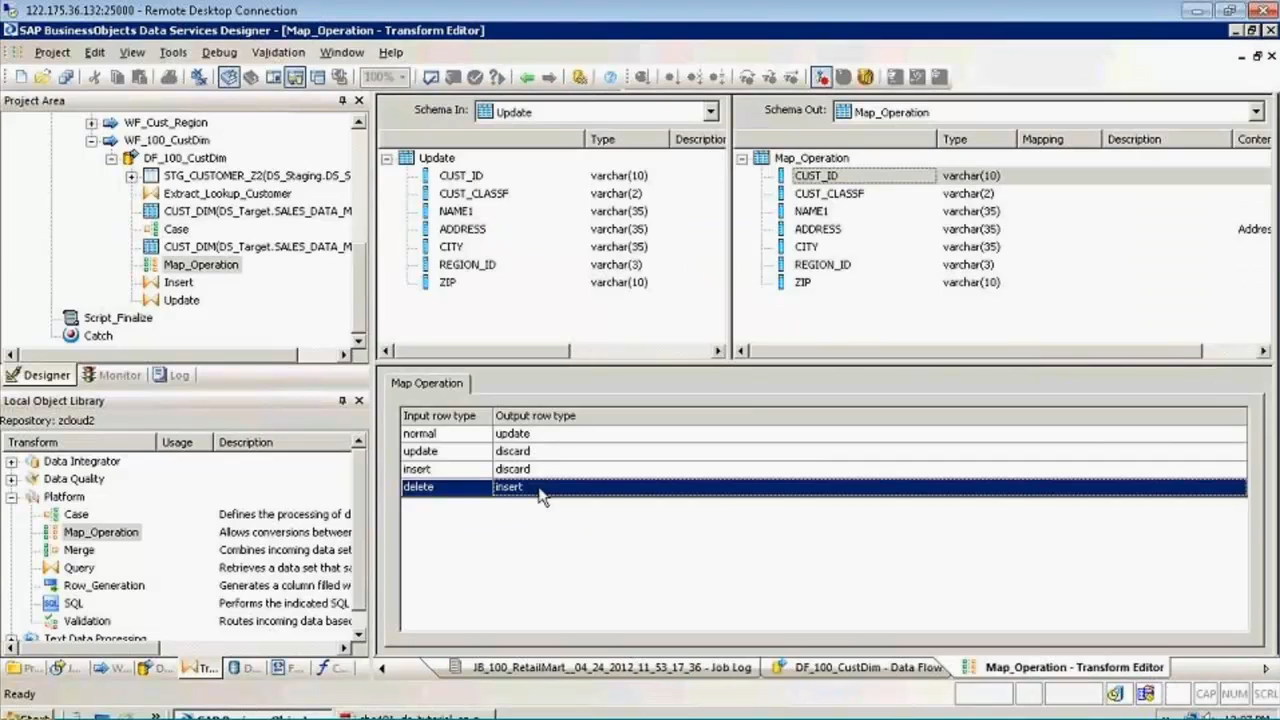 122.175.36.132:25000 - Remote Desktop Connection
SAP BusinessObjects Data Services Designer - [Map_Operation - Transform Editor]
Project Edit View Tools Debug Validation Window Help
100%
Project Area
WF_Cust_Region
WF_100_CustDim
DF_100_CustDim
STG_CUSTOMER_Z2(DS_Staging.DS_S
Extract_Lookup_Customer
CUST_DIM(DS_Target.SALES_DATA_M
Case
CUST_DIM(DS_Target.SALES_DATA_M
Map_Operation
Insert
Update
Script_Finalize
Catch
Designer Monitor Log
Schema In: Update
Type Description
Update
CUST_ID varchar(10)
CUST_CLASSF varchar(2)
NAME1 varchar(35)
ADDRESS varchar(35)
CITY varchar(35)
REGION_ID varchar(3)
ZIP varchar(10)
Schema Out: Map_Operation
Type Mapping Description Conter
Map_Operation
CUST_ID varchar(10)
CUST_CLASSF varchar(2)
NAME1 varchar(35)
ADDRESS varchar(35) Addres
CITY varchar(35)
REGION_ID varchar(3)
ZIP varchar(10)
Local Object Library
Repository: zcloud2
Transform Usage Description
Data Integrator
Data Quality
Platform
Case Defines the processing of d
Map_Operation Allows conversions between
Merge Combines incoming data set
Query Retrieves a data set that sa
Row_Generation Generates a column filled w
SQL Performs the indicated SQL
Validation Routes incoming data based
Text Data Processing
Map Operation
Input row type Output row type
normal update
update discard
insert discard
delete insert
Pr... J... W... D... Tr... D... F... C...
JB_100_RetailMart__04_24_2012_11_53_17_36 - Job Log DF_100_CustDim - Data Flow Map_Operation - Transform Editor
Ready
CAP NUM SCRL